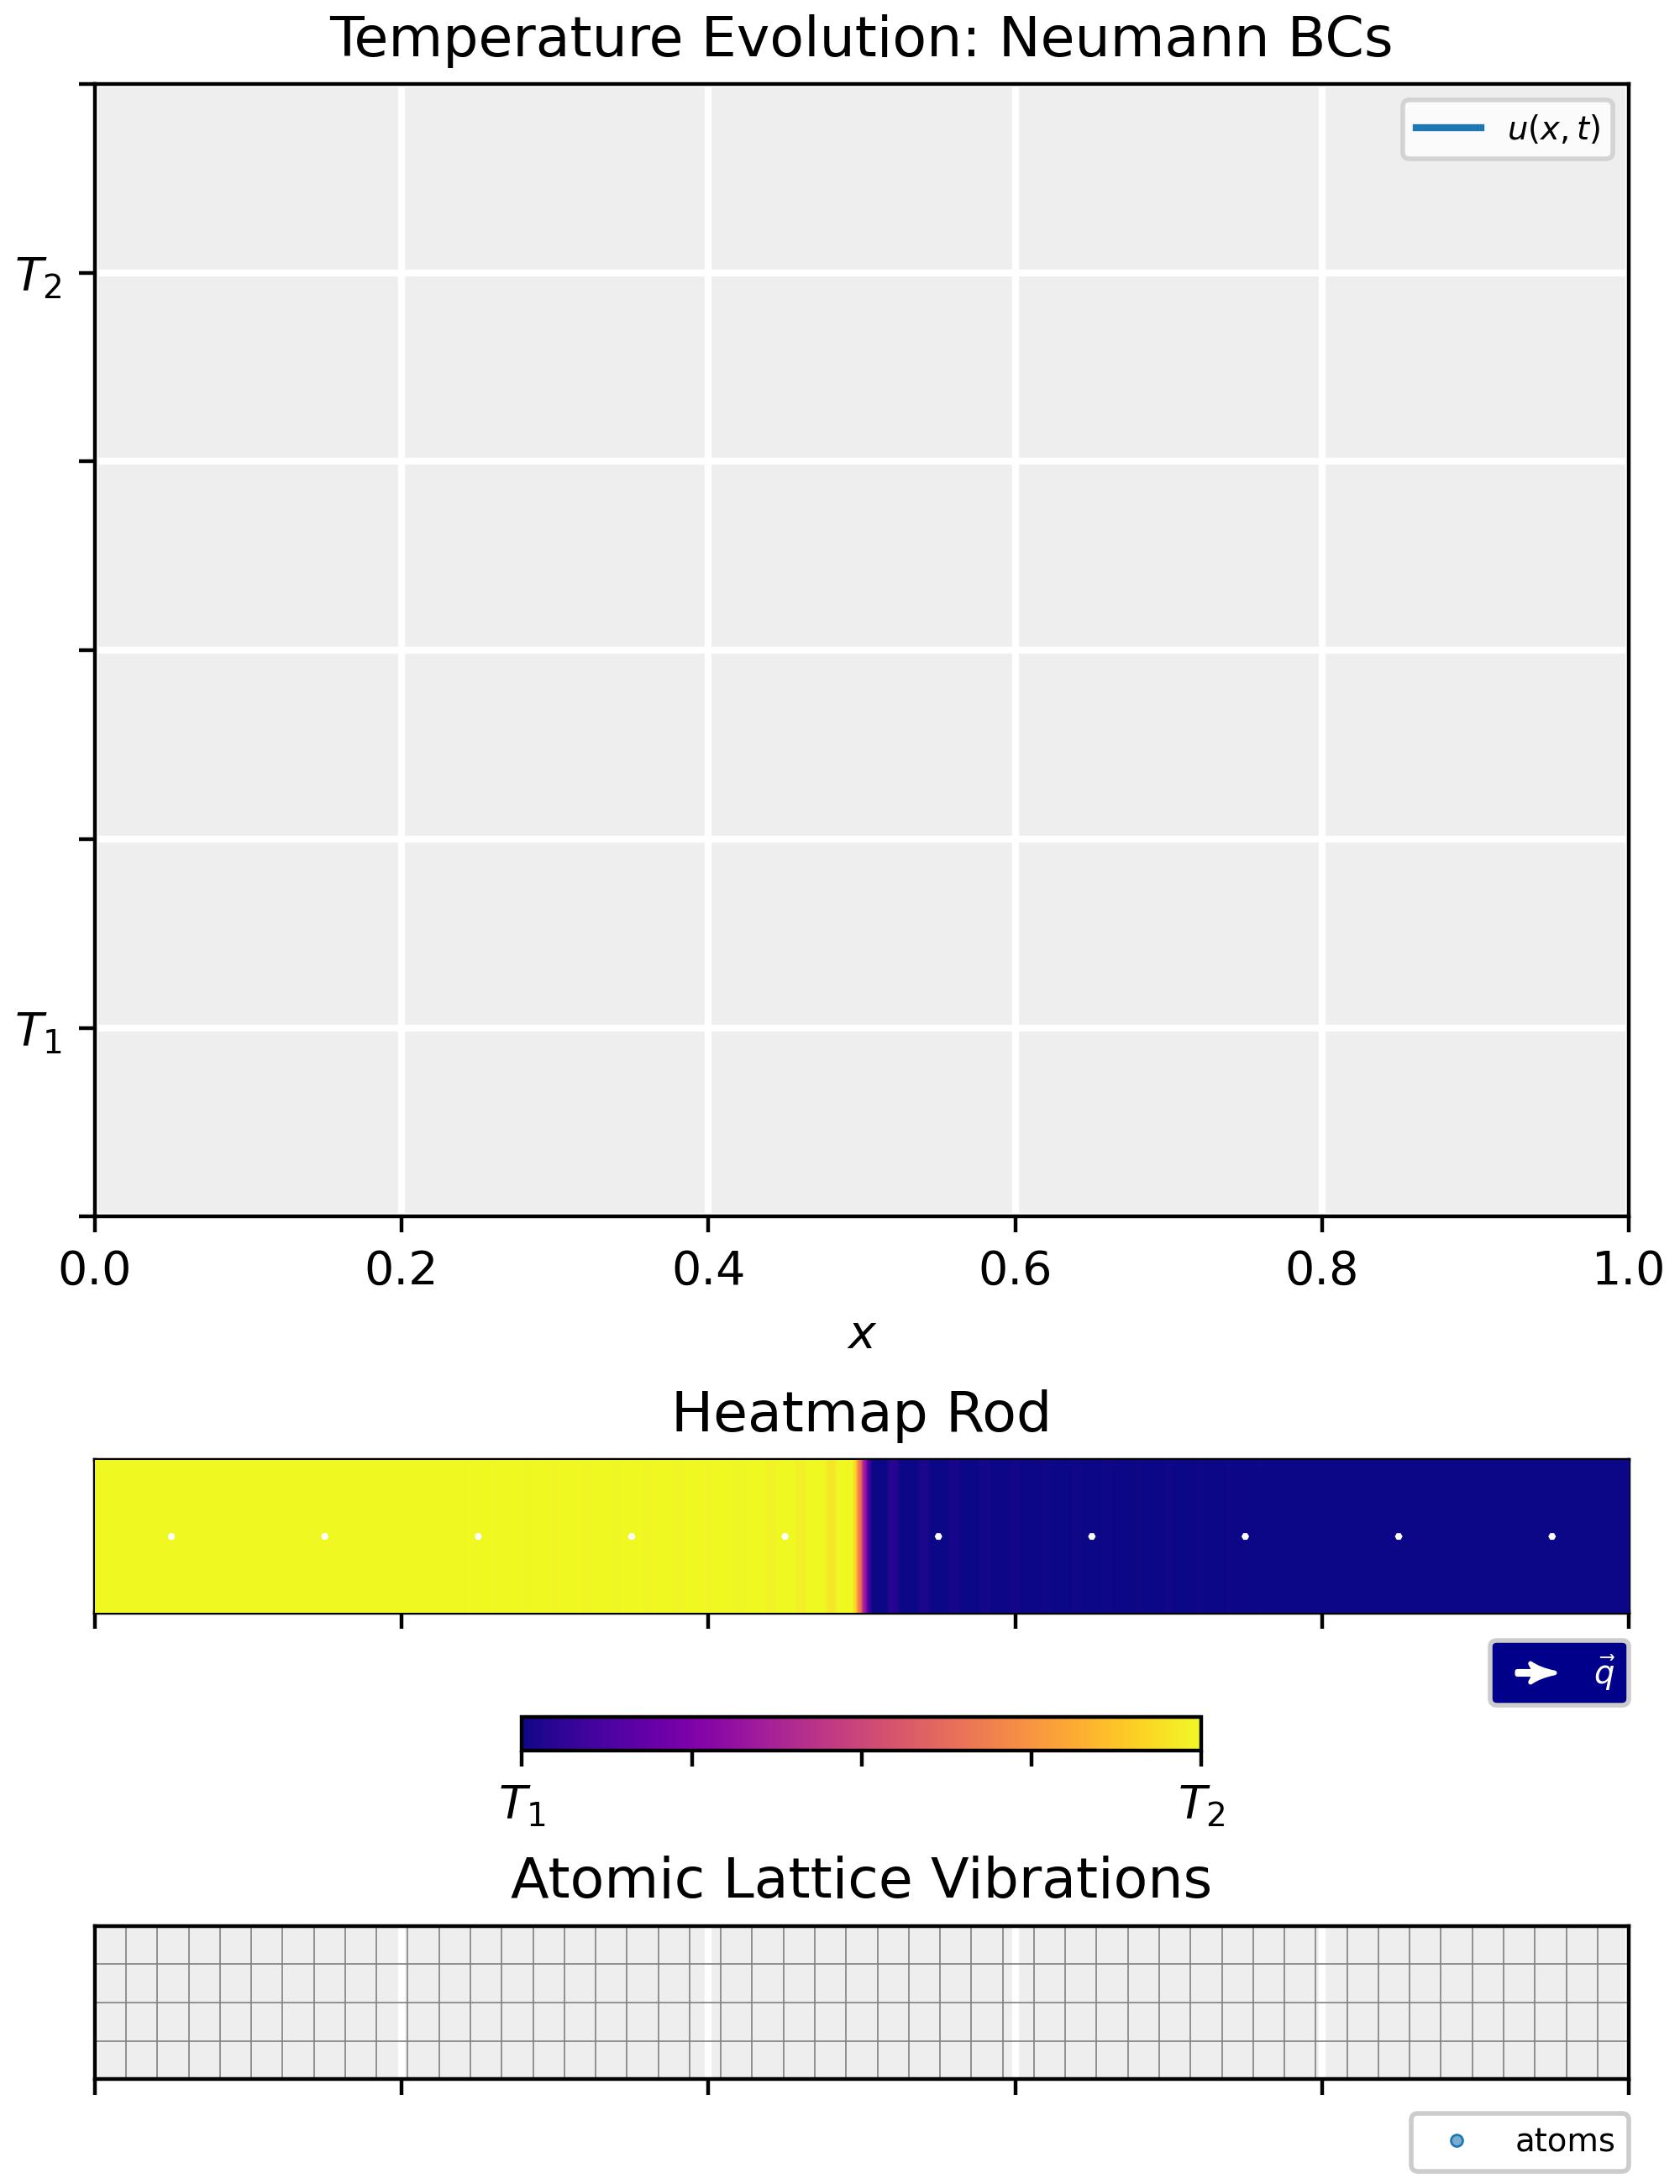 Temperature Evolution: Neumann BCs
u(x, t)
T₂
T₁
0.0 0.2 0.4 0.6 0.8 1.0
x
Heatmap Rod
q⃗
T₁ T₂
Atomic Lattice Vibrations
atoms